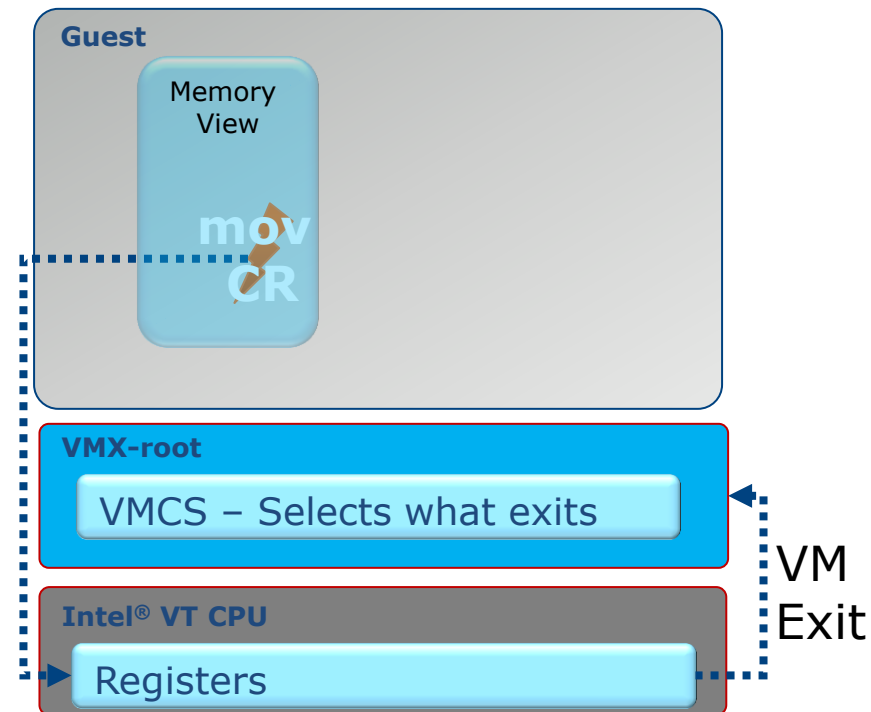 Guest
Memory
View
mov
CR
VMX-root
VMCS – Selects what exits
VM
Exit
Intel® VT CPU
Registers